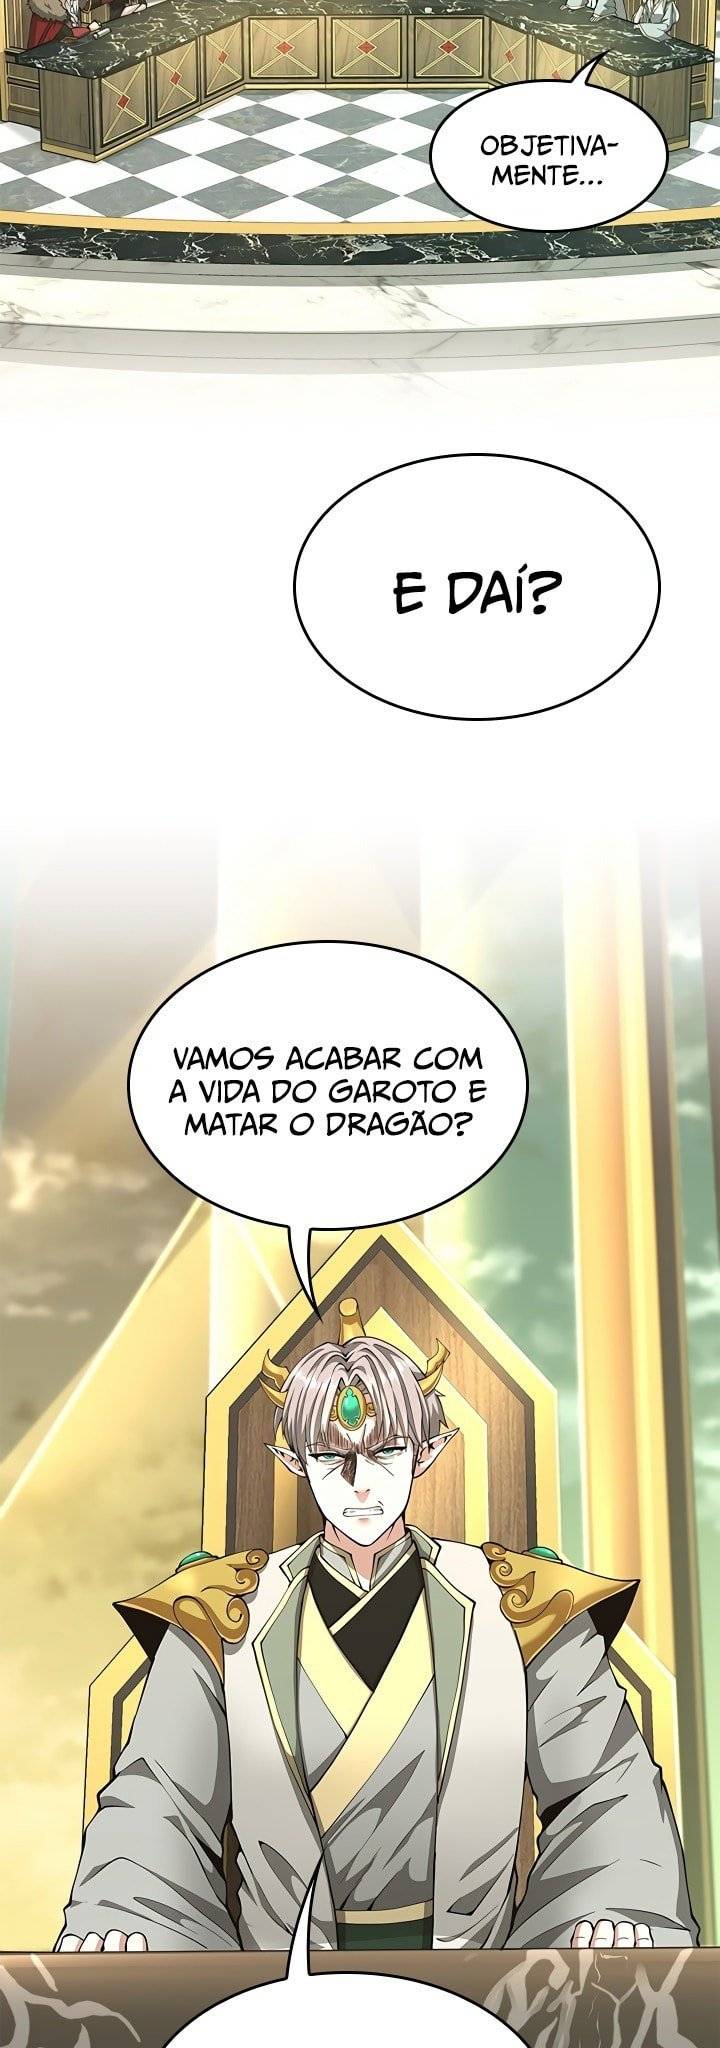 OBJETIVA-
MENTE...
E DAÍ?
VAMOS ACABAR COM
A VIDA DO GAROTO E
MATAR O DRAGÃO?